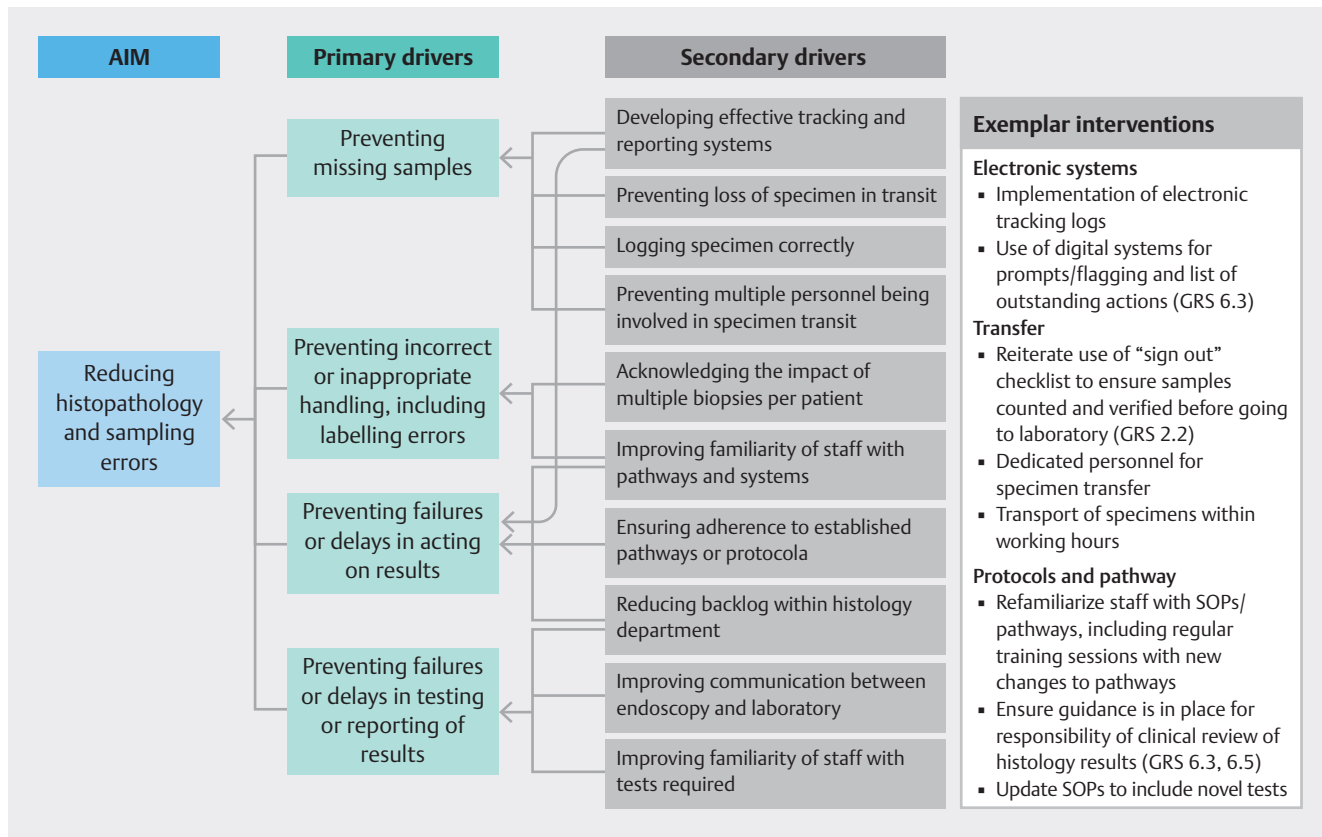 AIM
Primary drivers
Secondary drivers
Reducing
histopathology
and sampling
errors
Preventing
missing samples
Preventing incorrect
or inappropriate
handling, including
labelling errors
Preventing failures
or delays in acting
on results
Preventing failures
or delays in testing
or reporting of
results
Developing effective tracking and
reporting systems
Preventing loss of specimen in transit
Logging specimen correctly
Preventing multiple personnel being
involved in specimen transit
Acknowledging the impact of
multiple biopsies per patient
Improving familiarity of staff with
pathways and systems
Ensuring adherence to established
pathways or protocola
Reducing backlog within histology
department
Improving communication between
endoscopy and laboratory
Improving familiarity of staff with
tests required
Exemplar interventions
Electronic systems
▪ Implementation of electronic
tracking logs
▪ Use of digital systems for
prompts/flagging and list of
outstanding actions (GRS 6.3)
Transfer
▪ Reiterate use of “sign out”
checklist to ensure samples
counted and verified before going
to laboratory (GRS 2.2)
▪ Dedicated personnel for
specimen transfer
▪ Transport of specimens within
working hours
Protocols and pathway
▪ Refamiliarize staff with SOPs/
pathways, including regular
training sessions with new
changes to pathways
▪ Ensure guidance is in place for
responsibility of clinical review of
histology results (GRS 6.3, 6.5)
▪ Update SOPs to include novel tests